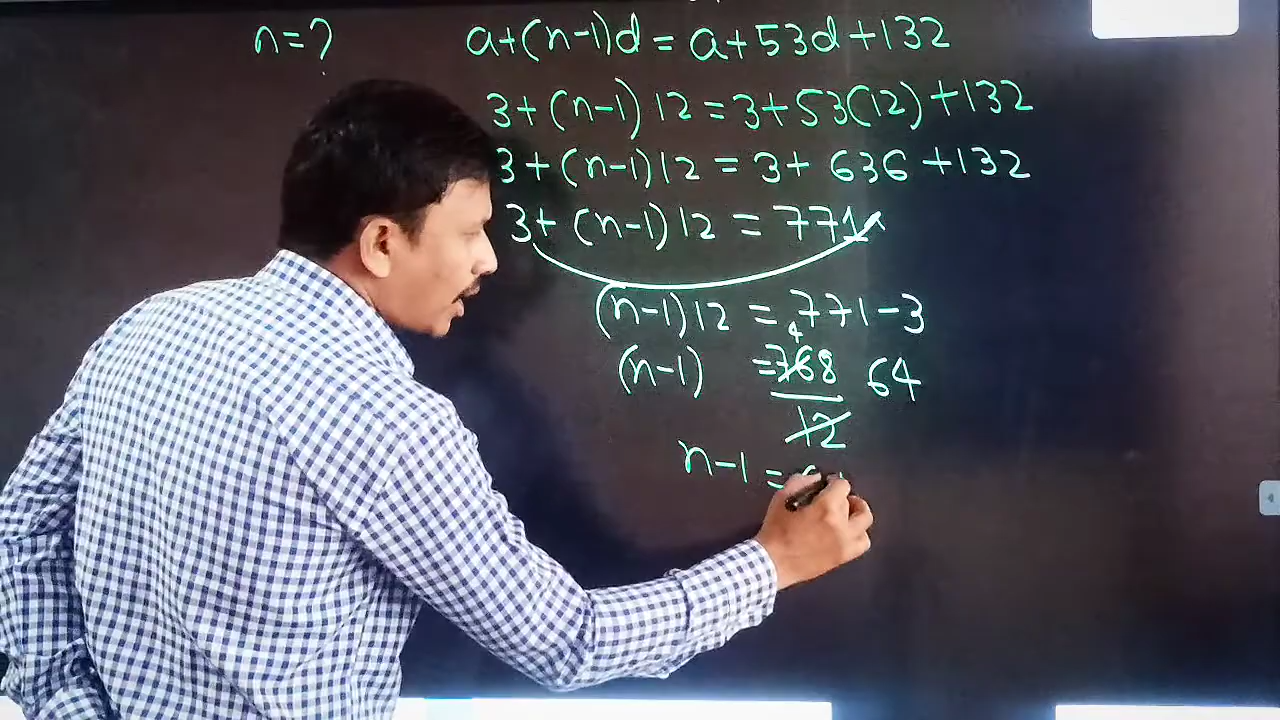 n=? a+(n-1)d = a+53d+132
3+(n-1)12 = 3+53(12)+132
3+(n-1)12 = 3+ 636 +132
3+ (n-1)12 = 771
(n-1)12 = 771-3
4
(n-1) = 768 64
12
n-1 =